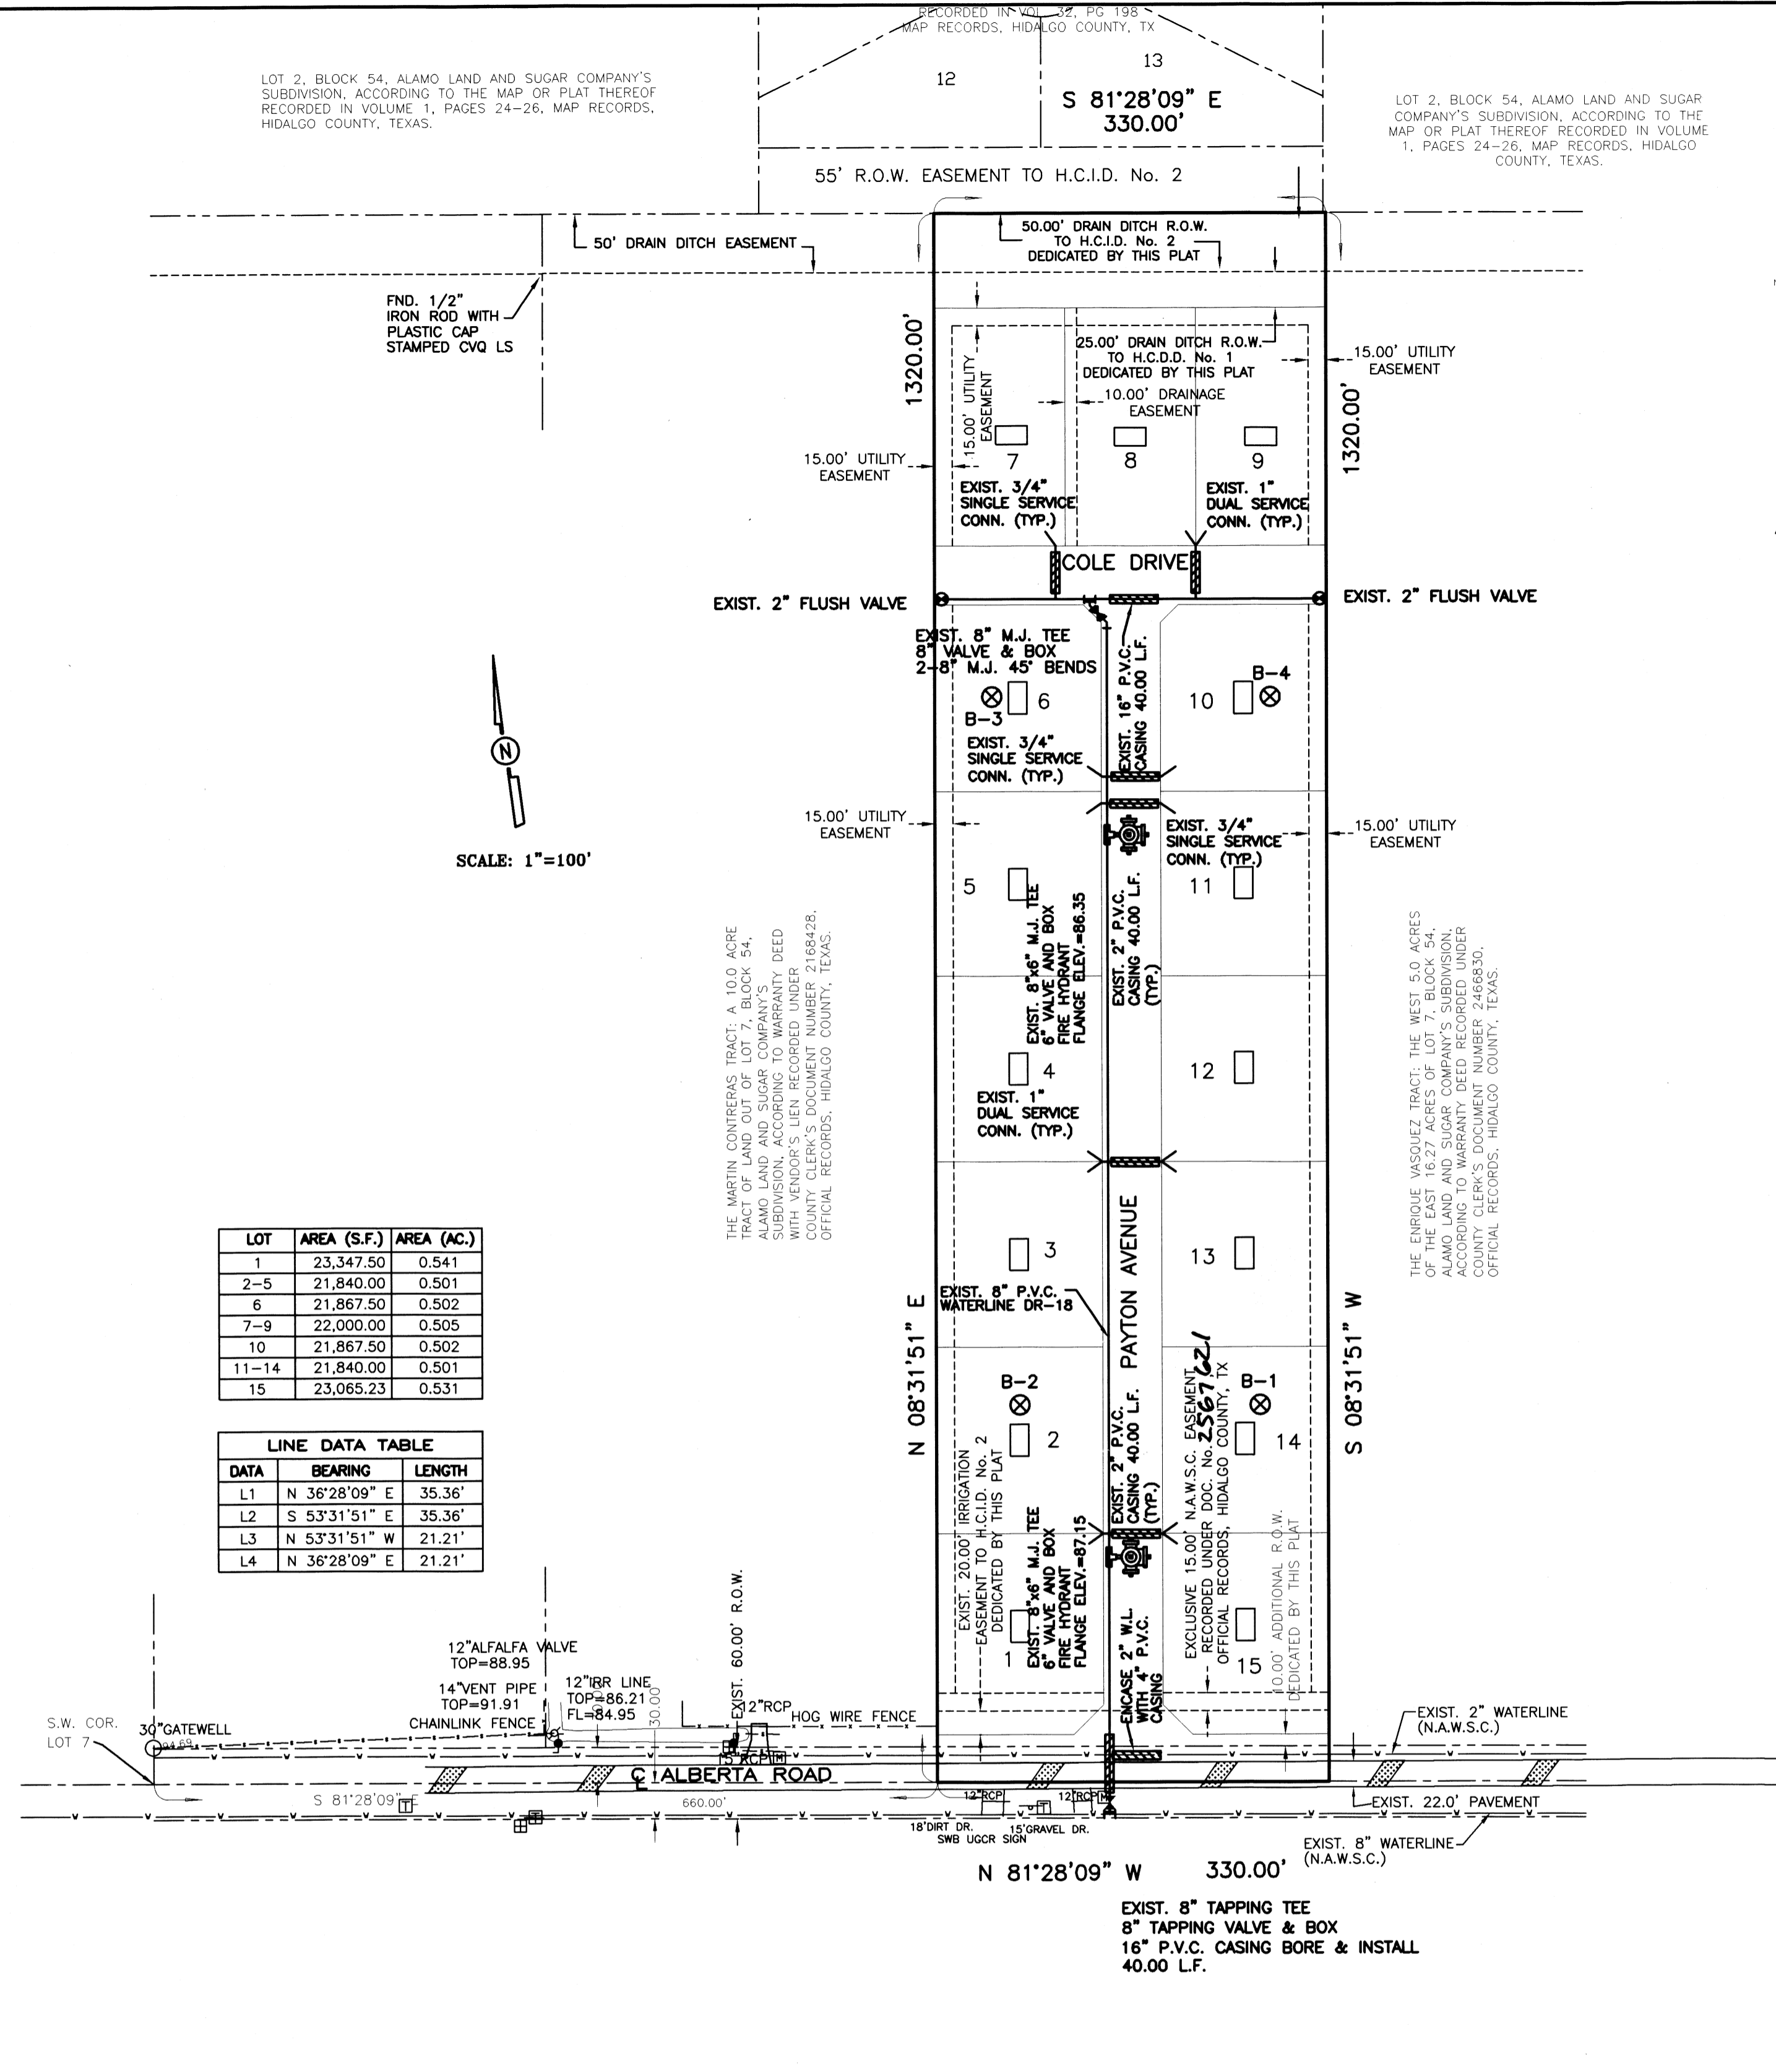 RECORDED IN VOL 32, PG 198
MAP RECORDS, HIDALGO COUNTY, TX
12
13
S 81°28'09" E
330.00'
LOT 2, BLOCK 54, ALAMO LAND AND SUGAR COMPANY'S
SUBDIVISION, ACCORDING TO THE MAP OR PLAT THEREOF
RECORDED IN VOLUME 1, PAGES 24-26, MAP RECORDS,
HIDALGO COUNTY, TEXAS.
LOT 2, BLOCK 54, ALAMO LAND AND SUGAR
COMPANY'S SUBDIVISION, ACCORDING TO THE
MAP OR PLAT THEREOF RECORDED IN VOLUME
1, PAGES 24-26, MAP RECORDS, HIDALGO
COUNTY, TEXAS.
55' R.O.W. EASEMENT TO H.C.I.D. No. 2
50' DRAIN DITCH EASEMENT
50.00' DRAIN DITCH R.O.W.
TO H.C.I.D. No. 2
DEDICATED BY THIS PLAT
FND. 1/2"
IRON ROD WITH
PLASTIC CAP
STAMPED CVQ LS
1320.00'
25.00' DRAIN DITCH R.O.W.
TO H.C.D.D. No. 1
DEDICATED BY THIS PLAT
15.00' UTILITY
EASEMENT
10.00' DRAINAGE
EASEMENT
15.00' UTILITY
EASEMENT
1320.00'
15.00' UTILITY
EASEMENT
7
8
9
EXIST. 3/4"
SINGLE SERVICE
CONN. (TYP.)
EXIST. 1"
DUAL SERVICE
CONN. (TYP.)
COLE DRIVE
EXIST. 2" FLUSH VALVE
EXIST. 2" FLUSH VALVE
EXIST. 8" M.J. TEE
8" VALVE & BOX
2-8" M.J. 45° BENDS
EXIST. 16" P.V.C.
CASING 40.00 L.F.
B-3
6
10
B-4
EXIST. 3/4"
SINGLE SERVICE
CONN. (TYP.)
N
SCALE: 1"=100'
15.00' UTILITY
EASEMENT
EXIST. 3/4"
SINGLE SERVICE
CONN. (TYP.)
15.00' UTILITY
EASEMENT
5
11
EXIST. 8"x6" M.J. TEE
6" VALVE AND BOX
FIRE HYDRANT
FLANGE ELEV.=86.35
EXIST. 2" P.V.C.
CASING 40.00 L.F.
(TYP.)
THE MARTIN CONTRERAS TRACT: A 10.0 ACRE
TRACT OF LAND OUT OF LOT 7, BLOCK 54,
ALAMO LAND AND SUGAR COMPANY'S
SUBDIVISION, ACCORDING TO WARRANTY DEED
WITH VENDOR'S LIEN RECORDED UNDER
COUNTY CLERK'S DOCUMENT NUMBER 2168428,
OFFICIAL RECORDS, HIDALGO COUNTY, TEXAS.
THE ENRIQUE VASQUEZ TRACT: THE WEST 5.0 ACRES
OF THE EAST 16.27 ACRES OF LOT 7, BLOCK 54,
ALAMO LAND AND SUGAR COMPANY'S SUBDIVISION,
ACCORDING TO WARRANTY DEED RECORDED UNDER
COUNTY CLERK'S DOCUMENT NUMBER 2466830,
OFFICIAL RECORDS, HIDALGO COUNTY, TEXAS.
4
12
EXIST. 1"
DUAL SERVICE
CONN. (TYP.)
3
13
PAYTON AVENUE
EXIST. 8" P.V.C.
WATERLINE DR-18
N 08°31'51" E
S 08°31'51" W
LOT AREA (S.F.) AREA (AC.)
1 23,347.50 0.541
2-5 21,840.00 0.501
6 21,867.50 0.502
7-9 22,000.00 0.505
10 21,867.50 0.502
11-14 21,840.00 0.501
15 23,065.23 0.531
LINE DATA TABLE
DATA BEARING LENGTH
L1 N 36°28'09" E 35.36'
L2 S 53°31'51" E 35.36'
L3 N 53°31'51" W 21.21'
L4 N 36°28'09" E 21.21'
B-2
2
B-1
14
EXIST. 2" P.V.C.
CASING 40.00 L.F.
(TYP.)
EXIST. 20.00' IRRIGATION
EASEMENT TO H.C.I.D. No. 2
DEDICATED BY THIS PLAT
EXIST. 8"x6" M.J. TEE
6" VALVE AND BOX
FIRE HYDRANT
FLANGE ELEV.=87.15
EXCLUSIVE 15.00' N.A.W.S.C. EASEMENT
RECORDED UNDER DOC. No. 2567621
OFFICIAL RECORDS, HIDALGO COUNTY, TX
10.00' ADDITIONAL R.O.W.
DEDICATED BY THIS PLAT
1
15
ENCASE 2" W.L.
WITH 4" P.V.C.
CASING
12"ALFALFA VALVE
TOP=88.95
14"VENT PIPE
TOP=91.91
CHAINLINK FENCE
12"IRR LINE
TOP=86.21
FL=84.95
30.00
EXIST. 60.00' R.O.W.
12"RCP
HOG WIRE FENCE
S.W. COR.
LOT 7
30"GATEWELL
EXIST. 2" WATERLINE
(N.A.W.S.C.)
C L ALBERTA ROAD
M
S 81°28'09" E
T
660.00'
12"RCP
T
12"RCP
M
18'DIRT DR.
SWB UGCR SIGN
15'GRAVEL DR.
EXIST. 22.0' PAVEMENT
EXIST. 8" WATERLINE
(N.A.W.S.C.)
N 81°28'09" W 330.00'
EXIST. 8" TAPPING TEE
8" TAPPING VALVE & BOX
16" P.V.C. CASING BORE & INSTALL
40.00 L.F.